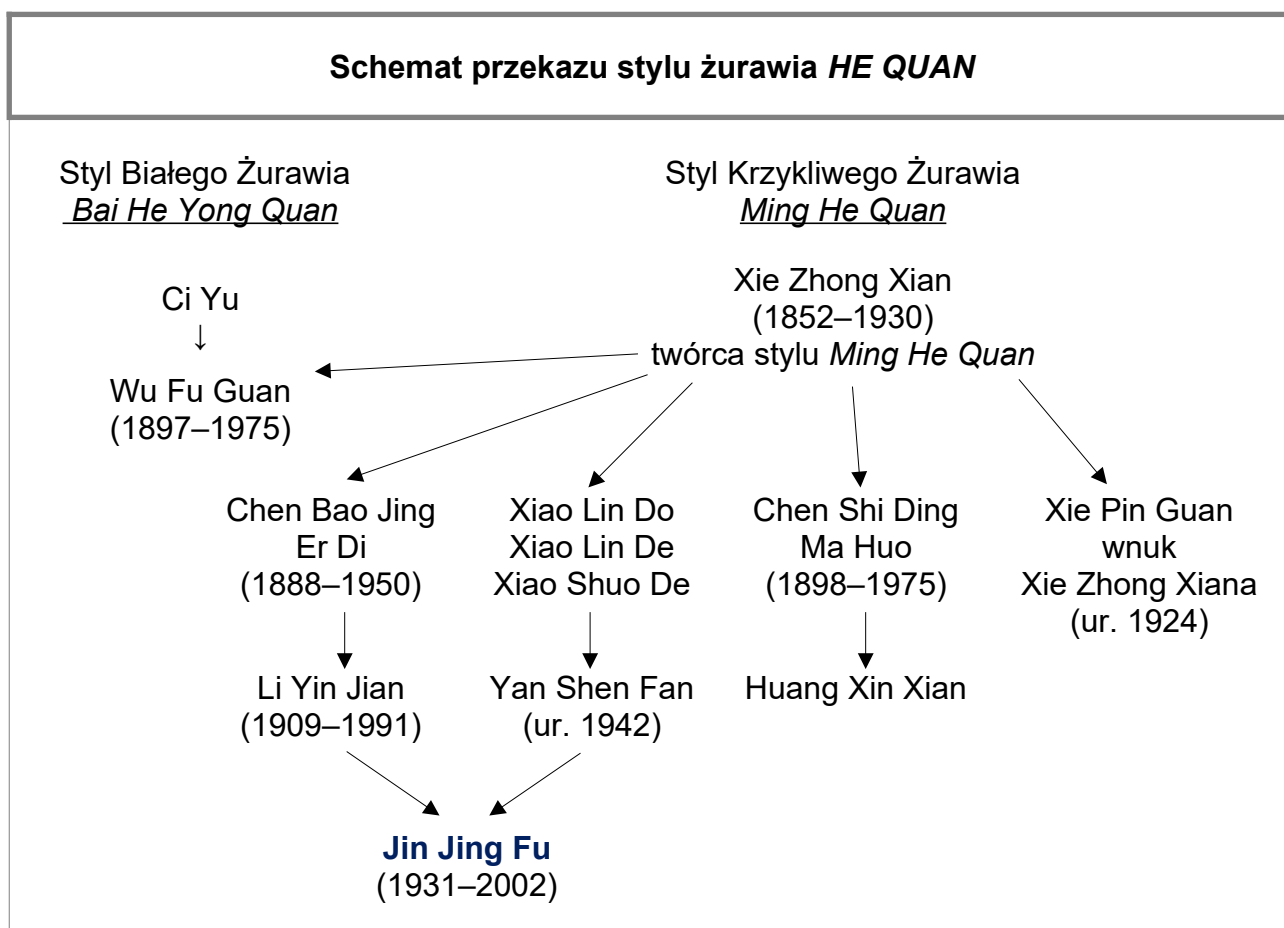 Schemat przekazu stylu żurawia HE QUAN
Styl Białego Żurawia
Bai He Yong Quan
Styl Krzykliwego Żurawia
Ming He Quan
Ci Yu
↓
Wu Fu Guan
(1897–1975)
Xie Zhong Xian
(1852–1930)
twórca stylu Ming He Quan
Chen Bao Jing
Er Di
(1888–1950)
Xiao Lin Do
Xiao Lin De
Xiao Shuo De
Chen Shi Ding
Ma Huo
(1898–1975)
Xie Pin Guan
wnuk
Xie Zhong Xiana
(ur. 1924)
Li Yin Jian
(1909–1991)
Yan Shen Fan
(ur. 1942)
Huang Xin Xian
Jin Jing Fu
(1931–2002)